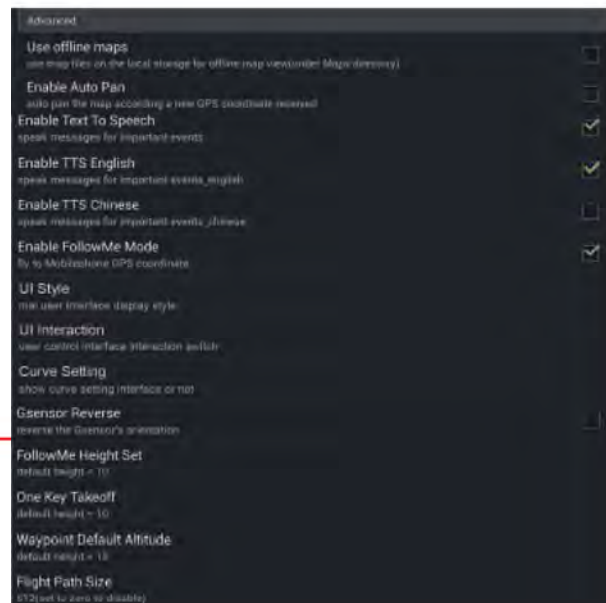 Advanced
Use offline maps
use map files on the local storage for offline map view(under Maps directory)
Enable Auto Pan
auto pan the map according a new GPS coordinate received
Enable Text To Speech
speak messages for important events
Enable TTS English
speak messages for important events_english
Enable TTS Chinese
speak messages for important events_chinese
Enable FollowMe Mode
fly to Mobilephone GPS coordinate
UI Style
user interface display style
UI Interaction
user control interface interaction switch
Curve Setting
show curve setting interface or not
Gsensor Reverse
reverse the Gsensor's orientation
FollowMe Height Set
default height = 10
One Key Takeoff
default height = 10
Waypoint Default Altitude
default height = 15
Flight Path Size
512(set to zero to disable)